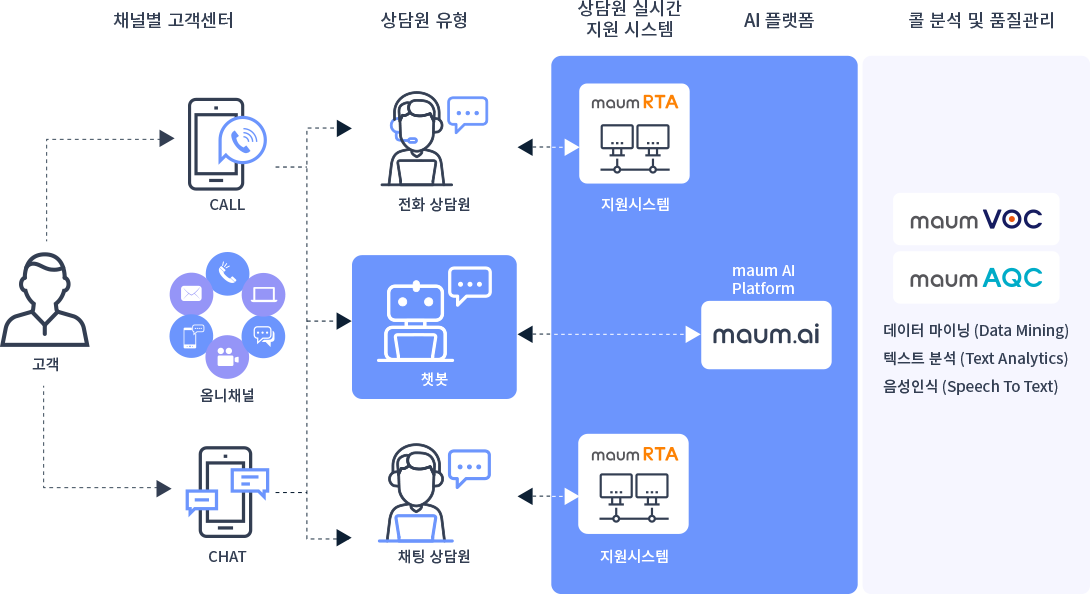 채널별 고객센터
상담원 유형
상담원 실시간
지원 시스템
AI 플랫폼
콜 분석 및 품질관리
CALL
전화 상담원
maum RTA
지원시스템
고객
옴니채널
챗봇
maum AI
Platform
maum.ai
maum VOC
maum AQC
데이터 마이닝 (Data Mining)
텍스트 분석 (Text Analytics)
음성인식 (Speech To Text)
CHAT
채팅 상담원
maum RTA
지원시스템